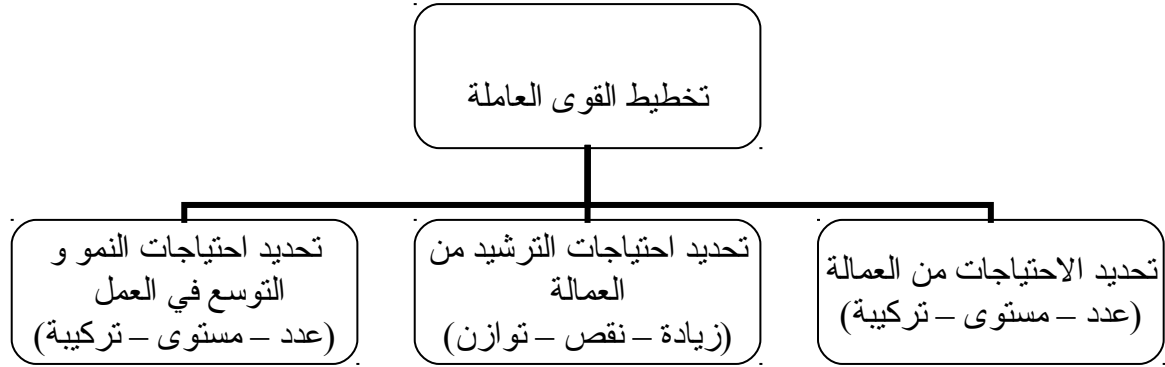 تخطيط القوى العاملة
تحديد الاحتياجات من العمالة
(عدد – مستوى – تركيبة)
تحديد احتياجات الترشيد من
العمالة
(زيادة – نقص – توازن)
تحديد احتياجات النمو و
التوسع في العمل
(عدد – مستوى – تركيبة)